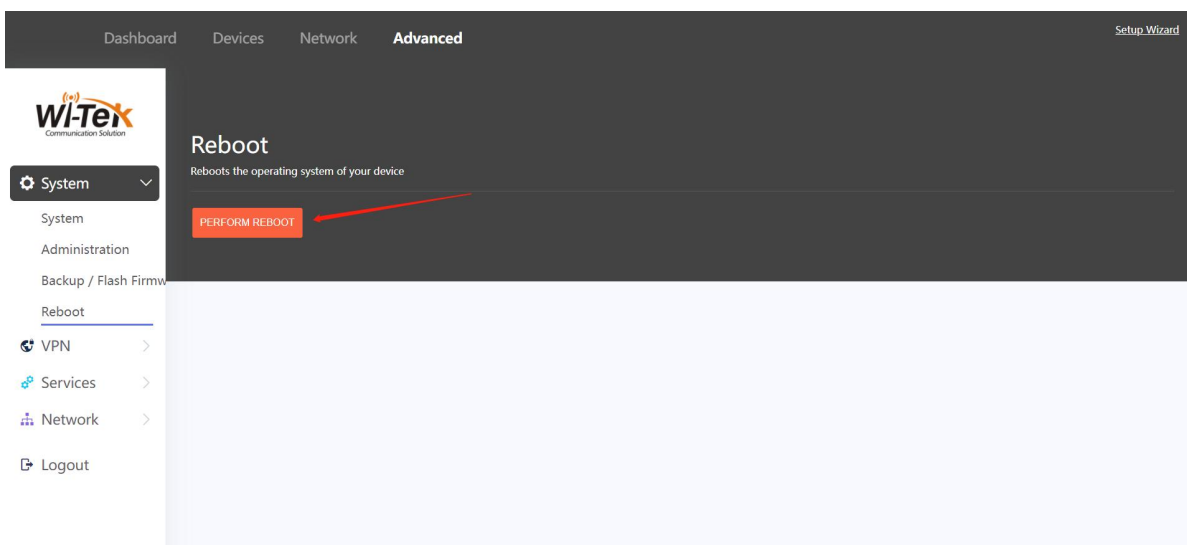 Dashboard Devices Network Advanced
Setup Wizard
WI-TEK
Communication Solution
Reboot
Reboots the operating system of your device
PERFORM REBOOT
System
System
Administration
Backup / Flash Firmw
Reboot
VPN
Services
Network
Logout